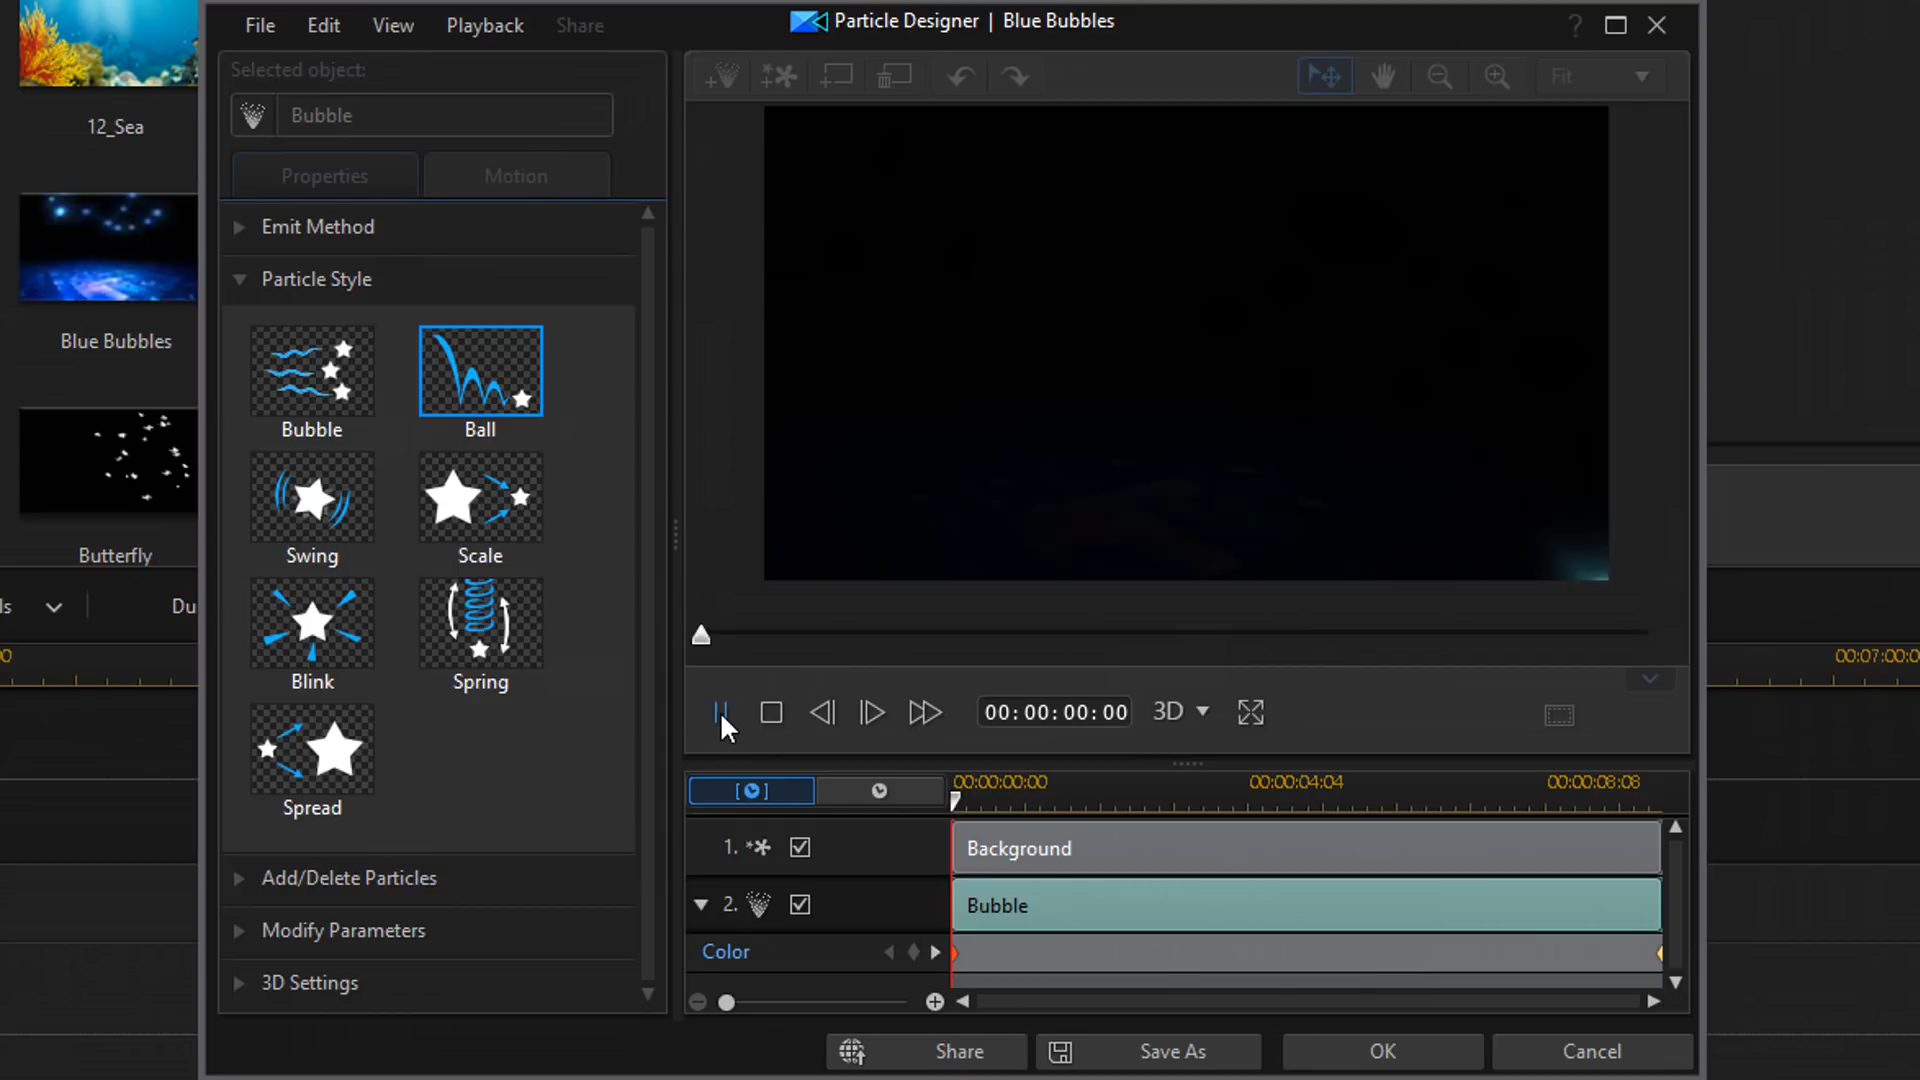 File Edit View Playback Share
Particle Designer | Blue Bubbles
?
Selected object:
Bubble
Properties Motion
Emit Method
Particle Style
Bubble Ball
Swing Scale
Blink Spring
Spread
Add/Delete Particles
Modify Parameters
3D Settings
Fit
00:00:00:00 3D
00:00:00:00 00:00:04:04 00:00:08:08
1. Background
2. Bubble
Color
Share Save As OK Cancel
12_Sea
Blue Bubbles
Butterfly
ls Du
00:07:00:0